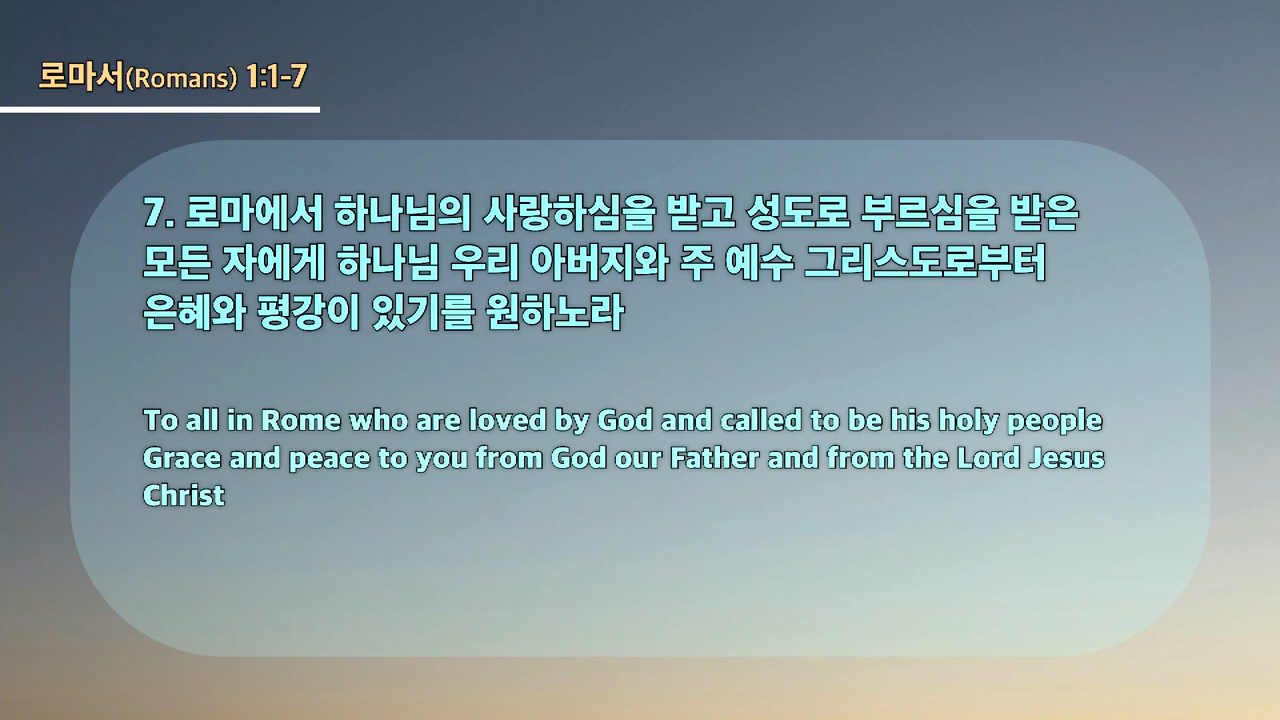 로마서(Romans) 1:1-7
7. 로마에서 하나님의 사랑하심을 받고 성도로 부르심을 받은
모든 자에게 하나님 우리 아버지와 주 예수 그리스도로부터
은혜와 평강이 있기를 원하노라
To all in Rome who are loved by God and called to be his holy people
Grace and peace to you from God our Father and from the Lord Jesus
Christ